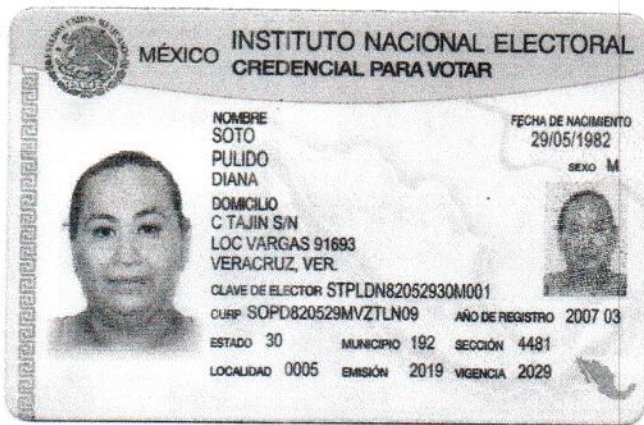 MÉXICO INSTITUTO NACIONAL ELECTORAL
CREDENCIAL PARA VOTAR
NOMBRE
SOTO
PULIDO
DIANA
FECHA DE NACIMIENTO
29/05/1982
SEXO M
DOMICILIO
C TAJIN S/N
LOC VARGAS 91693
VERACRUZ, VER.
CLAVE DE ELECTOR STPLDN82052930M001
CURP SOPD820529MVZTLN09 AÑO DE REGISTRO 2007 03
ESTADO 30 MUNICIPIO 192 SECCIÓN 4481
LOCALIDAD 0005 EMISIÓN 2019 VIGENCIA 2029